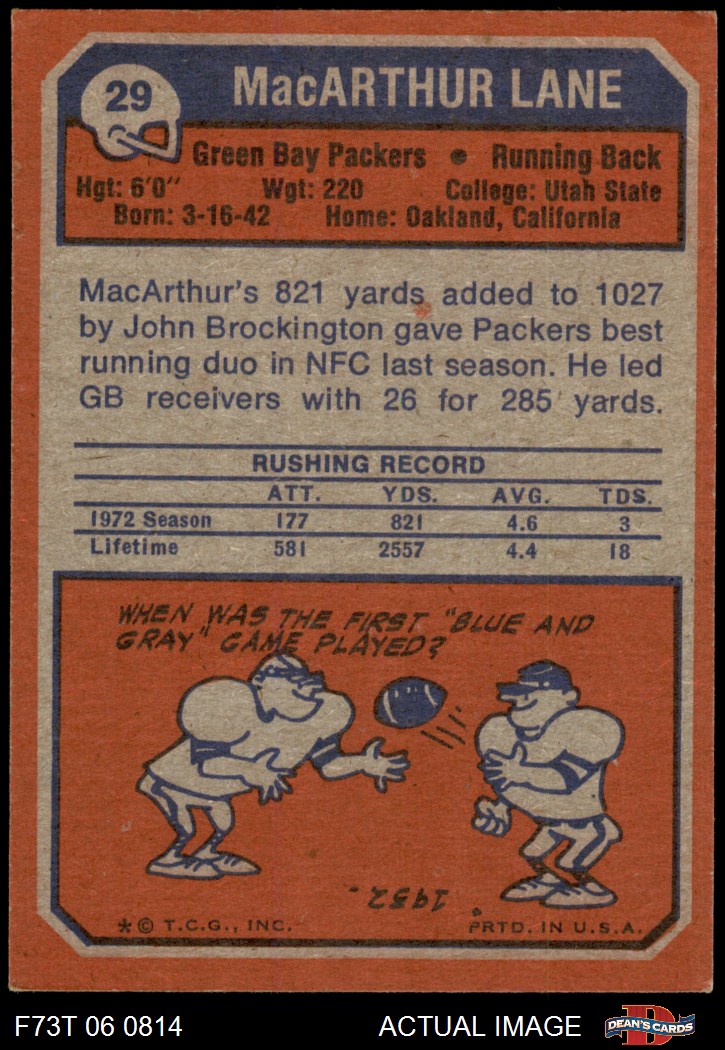 29
MacARTHUR LANE
Green Bay Packers • Running Back
Hgt: 6'0" Wgt: 220 College: Utah State
Born: 3-16-42 Home: Oakland, California
MacArthur's 821 yards added to 1027
by John Brockington gave Packers best
running duo in NFC last season. He led
GB receivers with 26 for 285 yards.
RUSHING RECORD
ATT. YDS. AVG. TDS.
1972 Season 177 821 4.6 3
Lifetime 581 2557 4.4 18
WHEN WAS THE FIRST "BLUE AND
GRAY" GAME PLAYED?
1952.
*© T.C.G., INC. PRTD. IN U.S.A.
F73T 06 0814 ACTUAL IMAGE D DEAN'S CARDS